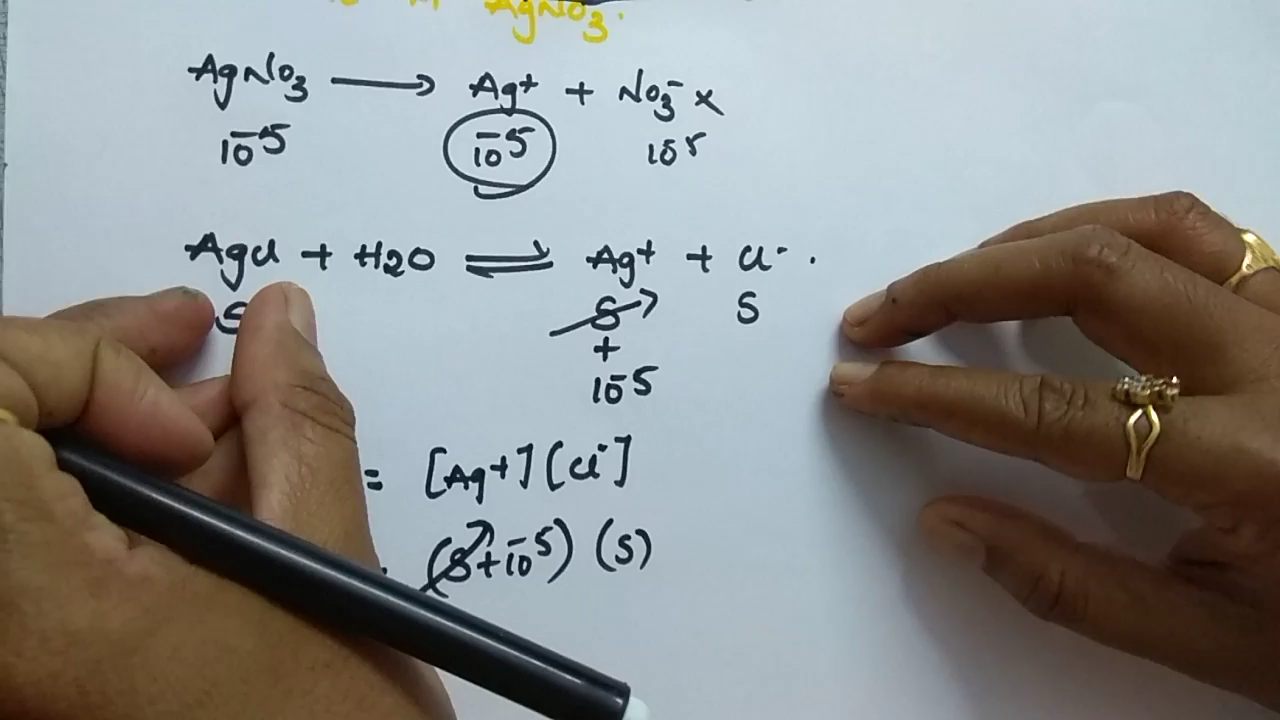 AgNO3.
AgNO3 → Ag+ + NO3- x
10-5 10-5 10-5
AgCl + H2O ⇌ Ag+ + Cl- .
S S S
+
10-5
= [Ag+] [Cl-]
(S+10-5) (S)